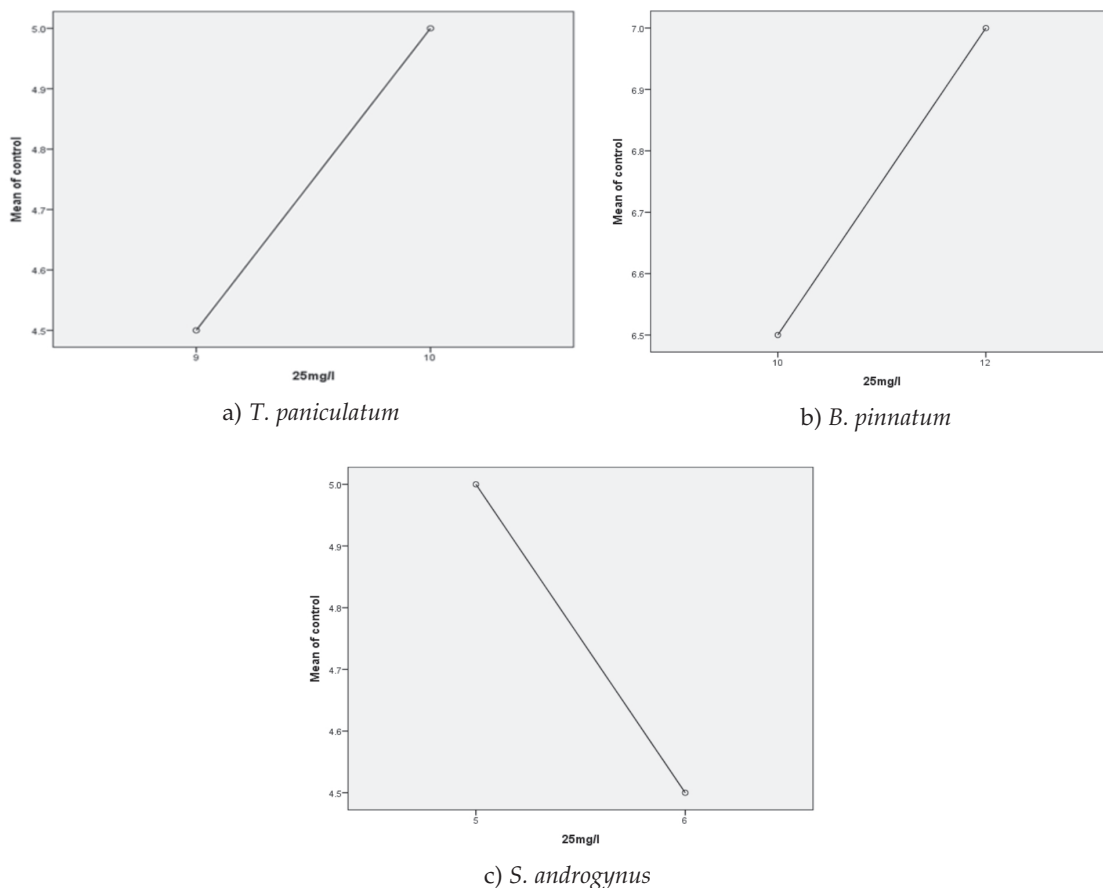 5.0
4.9
4.8
4.7
4.6
4.5
Mean of control
9 10
25mg/l
a) T. paniculatum
7.0
6.9
6.8
6.7
6.6
6.5
Mean of control
10 12
25mg/l
b) B. pinnatum
5.0
4.9
4.8
4.7
4.6
4.5
Mean of control
5 6
25mg/l
c) S. androgynus